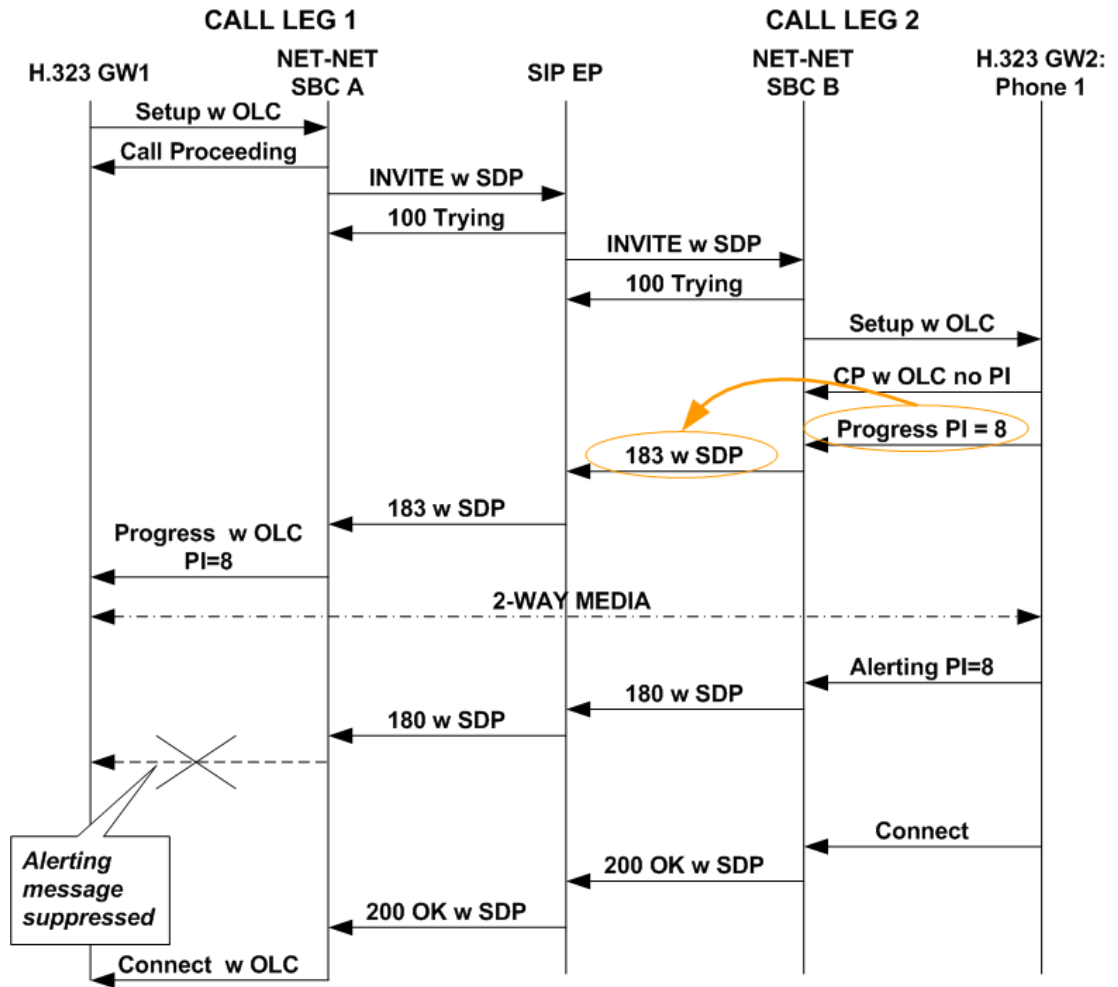 CALL LEG 1
CALL LEG 2
H.323 GW1
NET-NET
SBC A
SIP EP
NET-NET
SBC B
H.323 GW2:
Phone 1
Setup w OLC
Call Proceeding
INVITE w SDP
100 Trying
INVITE w SDP
100 Trying
Setup w OLC
CP w OLC no PI
Progress PI = 8
183 w SDP
183 w SDP
Progress w OLC
PI=8
2-WAY MEDIA
Alerting PI=8
180 w SDP
180 w SDP
Alerting
message
suppressed
Connect
200 OK w SDP
200 OK w SDP
Connect w OLC